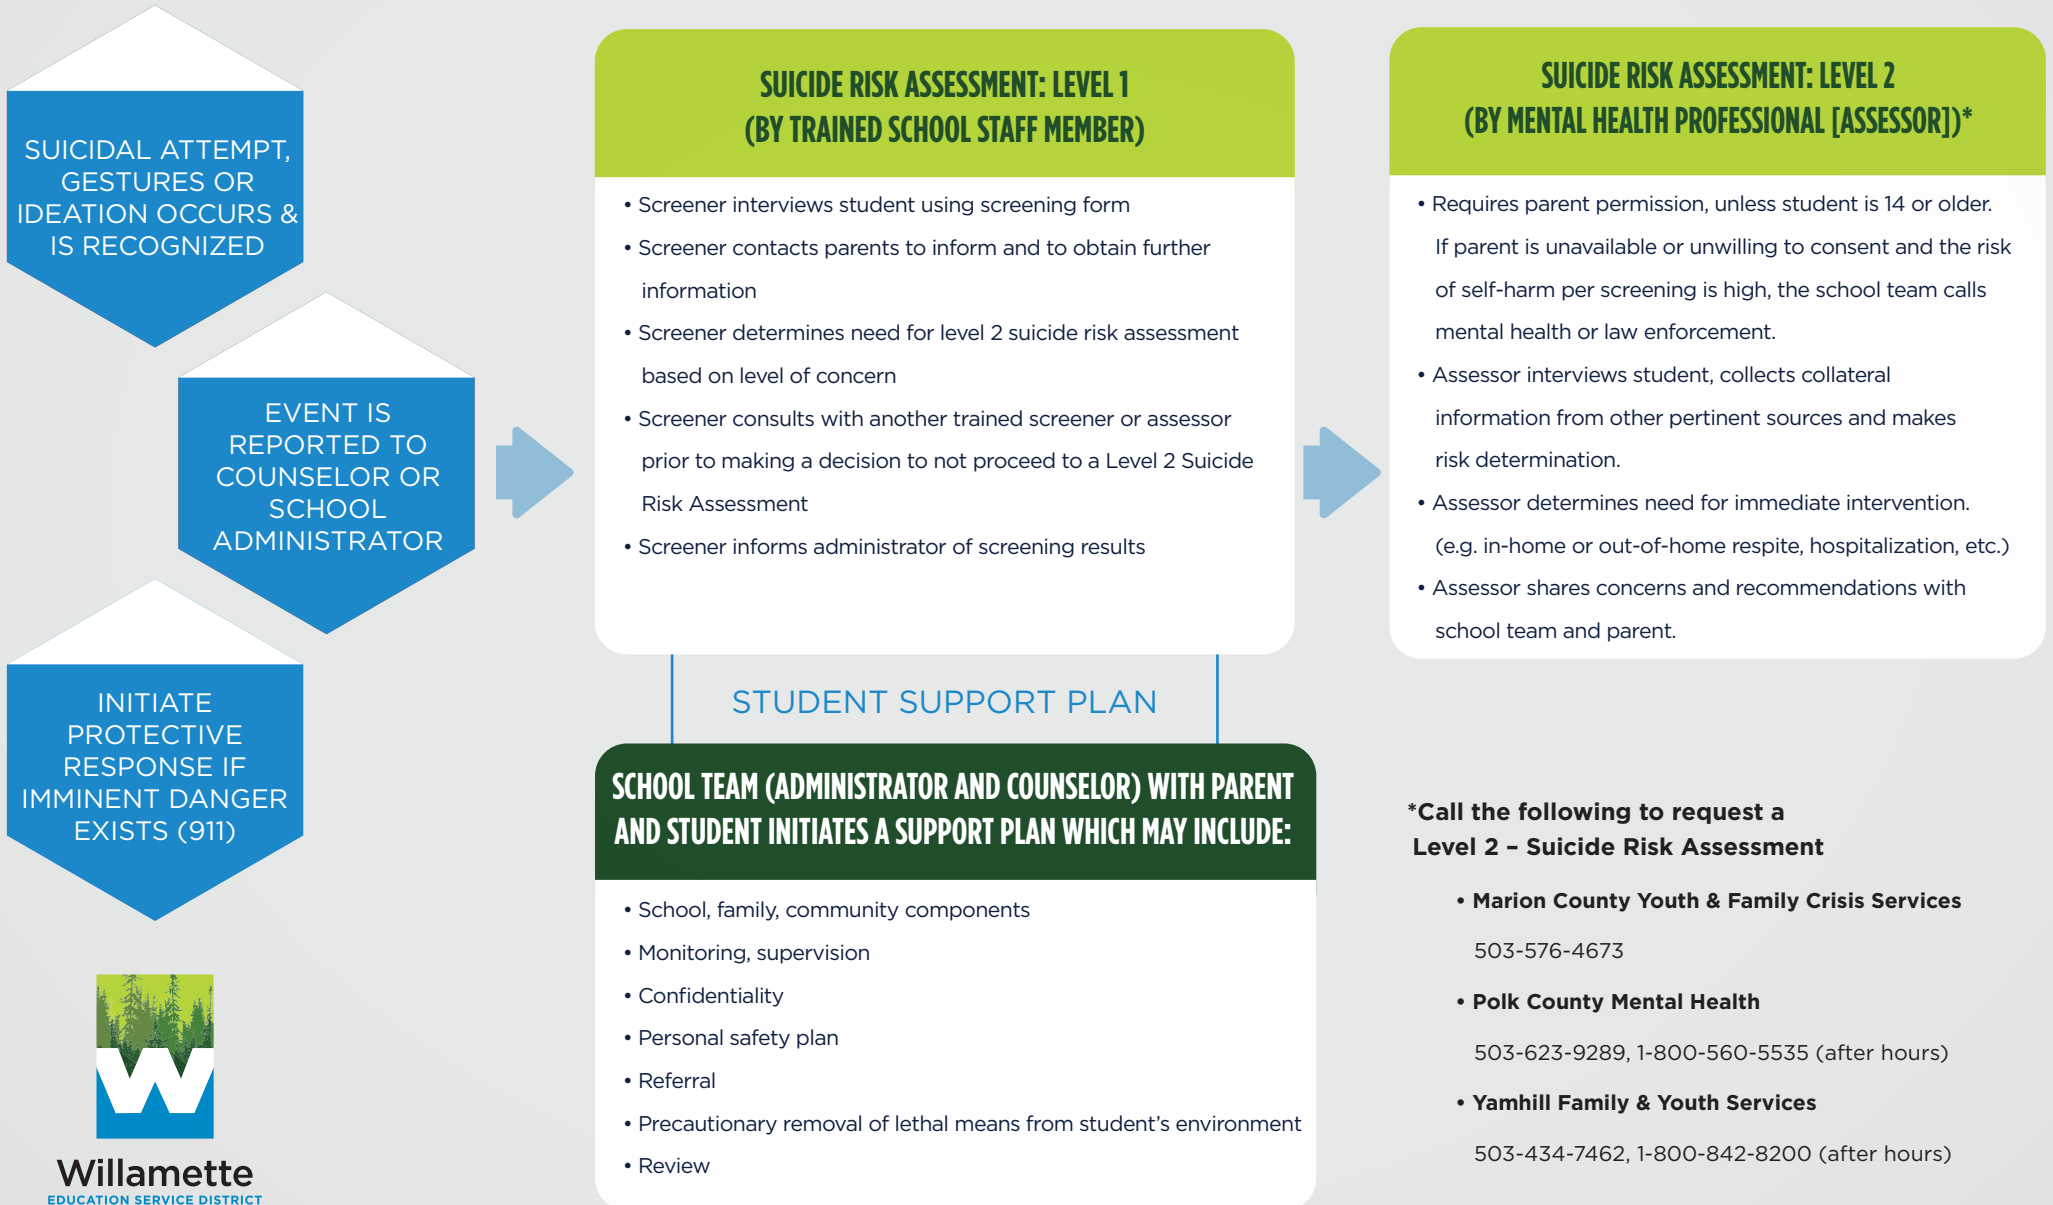 SUICIDAL ATTEMPT,
GESTURES OR
IDEATION OCCURS &
IS RECOGNIZED
EVENT IS
REPORTED TO
COUNSELOR OR
SCHOOL
ADMINISTRATOR
INITIATE
PROTECTIVE
RESPONSE IF
IMMINENT DANGER
EXISTS (911)
Willamette
EDUCATION SERVICE DISTRICT
SUICIDE RISK ASSESSMENT: LEVEL 1
(BY TRAINED SCHOOL STAFF MEMBER)
• Screener interviews student using screening form
• Screener contacts parents to inform and to obtain further
information
• Screener determines need for level 2 suicide risk assessment
based on level of concern
• Screener consults with another trained screener or assessor
prior to making a decision to not proceed to a Level 2 Suicide
Risk Assessment
• Screener informs administrator of screening results
STUDENT SUPPORT PLAN
SCHOOL TEAM (ADMINISTRATOR AND COUNSELOR) WITH PARENT
AND STUDENT INITIATES A SUPPORT PLAN WHICH MAY INCLUDE:
• School, family, community components
• Monitoring, supervision
• Confidentiality
• Personal safety plan
• Referral
• Precautionary removal of lethal means from student’s environment
• Review
SUICIDE RISK ASSESSMENT: LEVEL 2
(BY MENTAL HEALTH PROFESSIONAL [ASSESSOR])*
• Requires parent permission, unless student is 14 or older.
If parent is unavailable or unwilling to consent and the risk
of self-harm per screening is high, the school team calls
mental health or law enforcement.
• Assessor interviews student, collects collateral
information from other pertinent sources and makes
risk determination.
• Assessor determines need for immediate intervention.
(e.g. in-home or out-of-home respite, hospitalization, etc.)
• Assessor shares concerns and recommendations with
school team and parent.
*Call the following to request a
Level 2 – Suicide Risk Assessment
• Marion County Youth & Family Crisis Services
503-576-4673
• Polk County Mental Health
503-623-9289, 1-800-560-5535 (after hours)
• Yamhill Family & Youth Services
503-434-7462, 1-800-842-8200 (after hours)